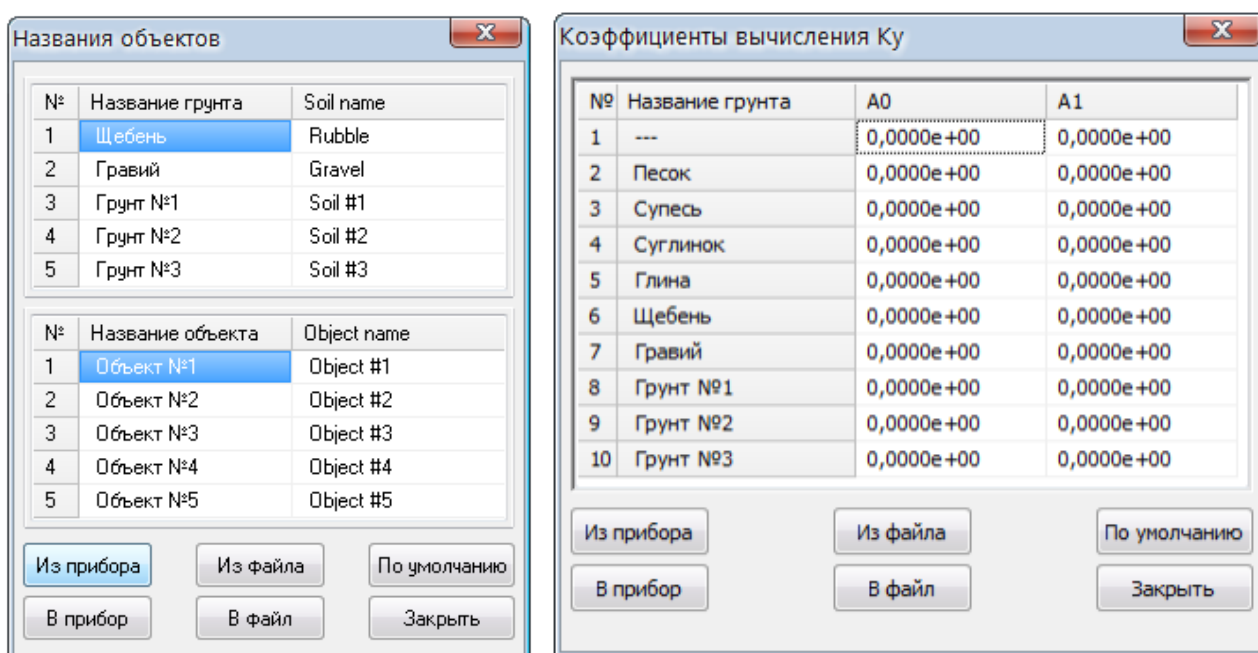 Названия объектов
№ Название грунта Soil name
1 Щебень Rubble
2 Гравий Gravel
3 Грунт №1 Soil #1
4 Грунт №2 Soil #2
5 Грунт №3 Soil #3
№ Название объекта Object name
1 Объект №1 Object #1
2 Объект №2 Object #2
3 Объект №3 Object #3
4 Объект №4 Object #4
5 Объект №5 Object #5
Из прибора Из файла По умолчанию
В прибор В файл Закрыть
Коэффициенты вычисления Ку
№ Название грунта A0 A1
1 --- 0,0000e+00 0,0000e+00
2 Песок 0,0000e+00 0,0000e+00
3 Супесь 0,0000e+00 0,0000e+00
4 Суглинок 0,0000e+00 0,0000e+00
5 Глина 0,0000e+00 0,0000e+00
6 Щебень 0,0000e+00 0,0000e+00
7 Гравий 0,0000e+00 0,0000e+00
8 Грунт №1 0,0000e+00 0,0000e+00
9 Грунт №2 0,0000e+00 0,0000e+00
10 Грунт №3 0,0000e+00 0,0000e+00
Из прибора Из файла По умолчанию
В прибор В файл Закрыть